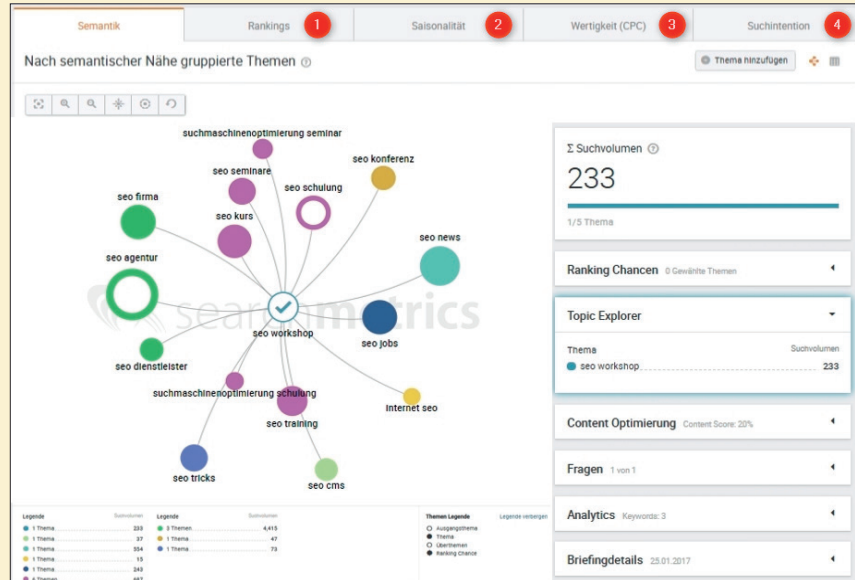 Semantik
Rankings 1
Saisonalität 2
Wertigkeit (CPC) 3
Suchintention 4
Nach semantischer Nähe gruppierte Themen ?
Thema hinzufügen
suchmaschinenoptimierung seminar
seo konferenz
seo seminare
seo schulung
seo firma
seo kurs
seo news
seo agentur
searchmetrics
seo workshop
seo jobs
seo dienstleister
suchmaschinenoptimierung schulung
internet seo
seo training
seo tricks
seo cms
Σ Suchvolumen ?
233
1/5 Thema
Ranking Chancen 0 Gewählte Themen
Topic Explorer
Thema Suchvolumen
seo workshop 233
Content Optimierung Content Score: 20%
Fragen 1 von 1
Analytics Keywords: 3
Briefingdetails 25.01.2017
Legende Suchvolumen
1 Thema 233
1 Thema 37
1 Thema 554
1 Thema 15
1 Thema 243
Legende Suchvolumen
3 Themen 4,415
1 Thema 47
1 Thema 73
Themen Legende Legende verbergen
Ausgangsthema
Thema
Überthemen
Ranking Chance